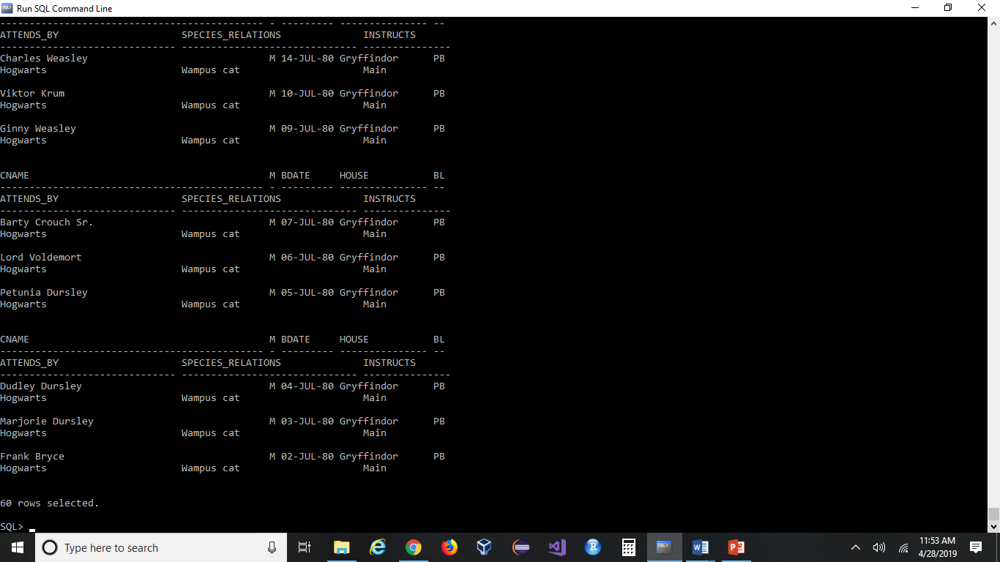 Run SQL Command Line
--------------------------------------------- - --------- --------------- --
ATTENDS_BY SPECIES_RELATIONS INSTRUCTS
------------------------------ ------------------------------ ---------------
Charles Weasley M 14-JUL-80 Gryffindor PB
Hogwarts Wampus cat Main
Viktor Krum M 10-JUL-80 Gryffindor PB
Hogwarts Wampus cat Main
Ginny Weasley M 09-JUL-80 Gryffindor PB
Hogwarts Wampus cat Main
CNAME M BDATE HOUSE BL
--------------------------------------------- - --------- --------------- --
ATTENDS_BY SPECIES_RELATIONS INSTRUCTS
------------------------------ ------------------------------ ---------------
Barty Crouch Sr. M 07-JUL-80 Gryffindor PB
Hogwarts Wampus cat Main
Lord Voldemort M 06-JUL-80 Gryffindor PB
Hogwarts Wampus cat Main
Petunia Dursley M 05-JUL-80 Gryffindor PB
Hogwarts Wampus cat Main
CNAME M BDATE HOUSE BL
--------------------------------------------- - --------- --------------- --
ATTENDS_BY SPECIES_RELATIONS INSTRUCTS
------------------------------ ------------------------------ ---------------
Dudley Dursley M 04-JUL-80 Gryffindor PB
Hogwarts Wampus cat Main
Marjorie Dursley M 03-JUL-80 Gryffindor PB
Hogwarts Wampus cat Main
Frank Bryce M 02-JUL-80 Gryffindor PB
Hogwarts Wampus cat Main
60 rows selected.
SQL>
Type here to search
11:53 AM
4/28/2019